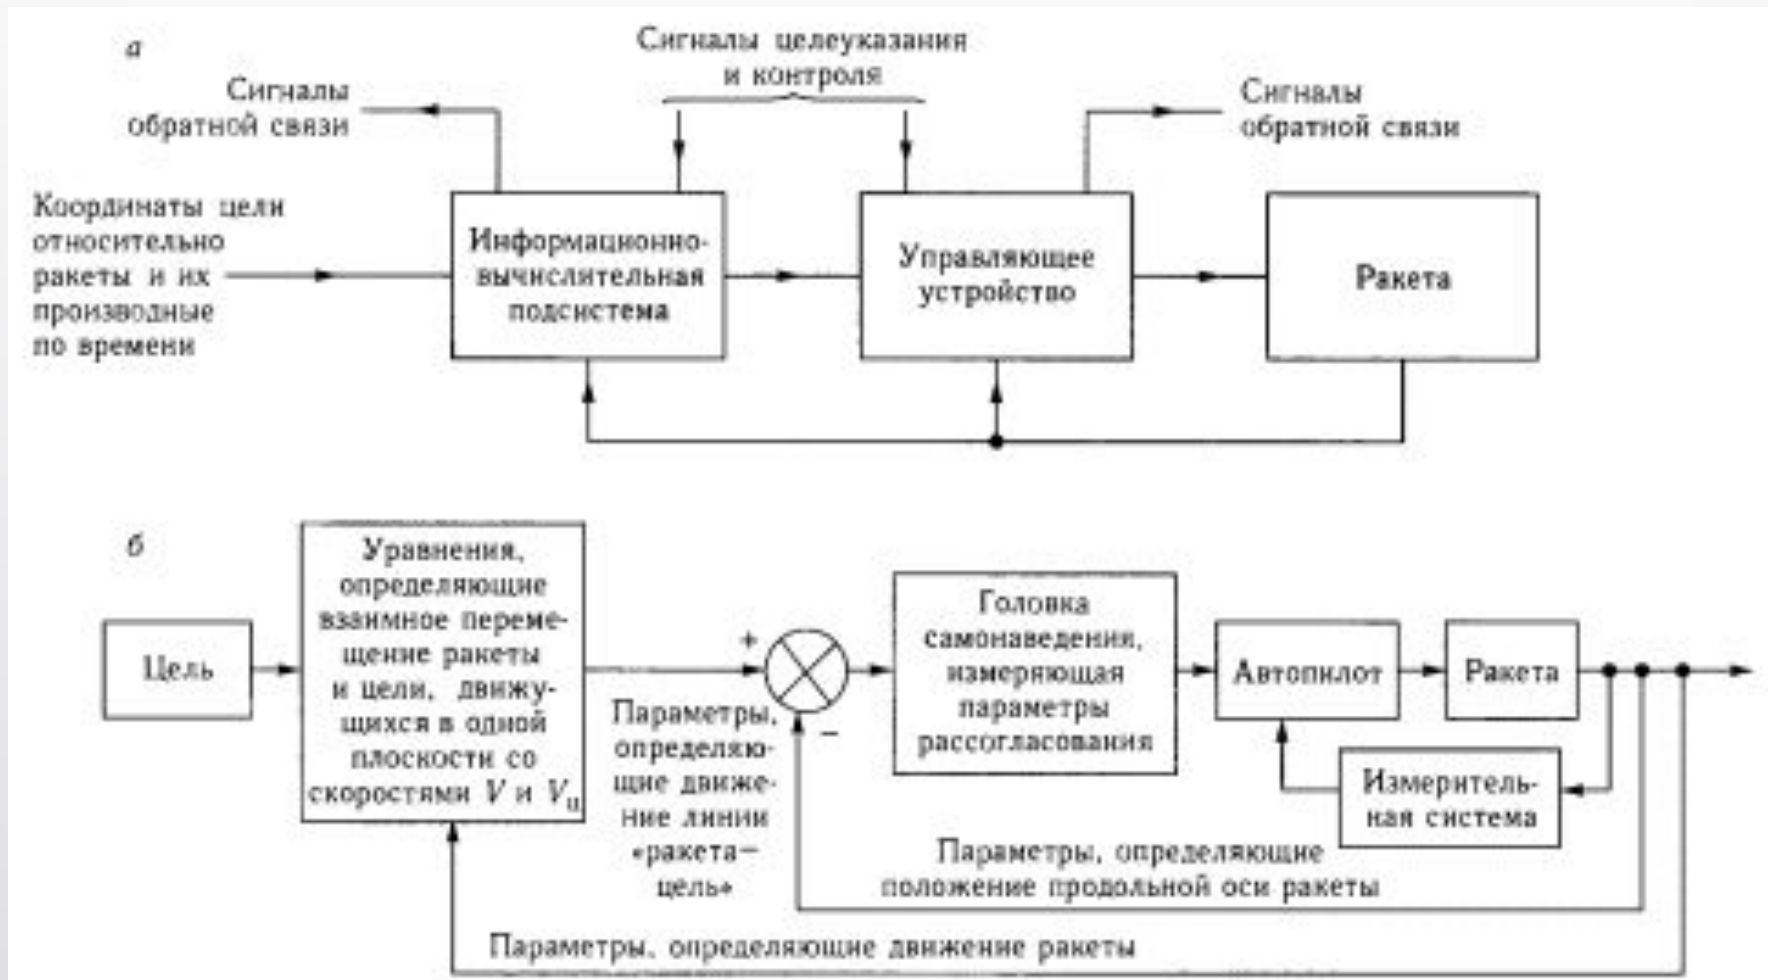 а
Сигналы целеуказания
и контроля
Сигналы
обратной связи
Сигналы
обратной связи
Координаты цели
относительно
ракеты и их
производные
по времени
Информационно-
вычислительная
подсистема
Управляющее
устройство
Ракета
б
Цель
Уравнения,
определяющие
взаимное переме-
щение ракеты
и цели, движу-
щихся в одной
плоскости со
скоростями V и Vц
+
−
Параметры,
определяю-
щие движе-
ние линии
«ракета—
цель»
Головка
самонаведения,
измеряющая
параметры
рассогласования
Автопилот
Ракета
Измеритель-
ная система
Параметры, определяющие
положение продольной оси ракеты
Параметры, определяющие движение ракеты